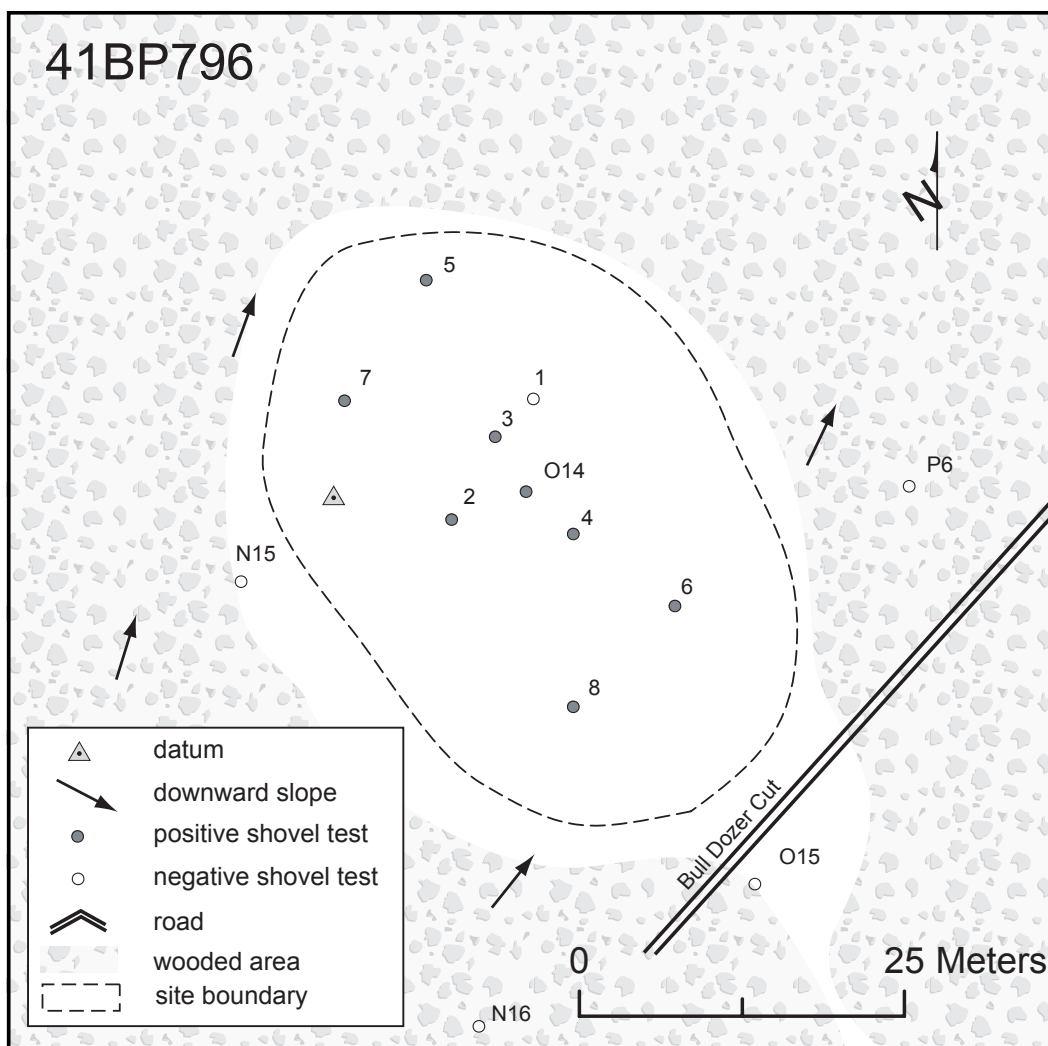 41BP796
N
5
7
1
3
O14
P6
2
4
N15
6
8
datum
downward slope
positive shovel test
negative shovel test
road
wooded area
site boundary
Bull Dozer Cut
O15
0
25 Meters
N16